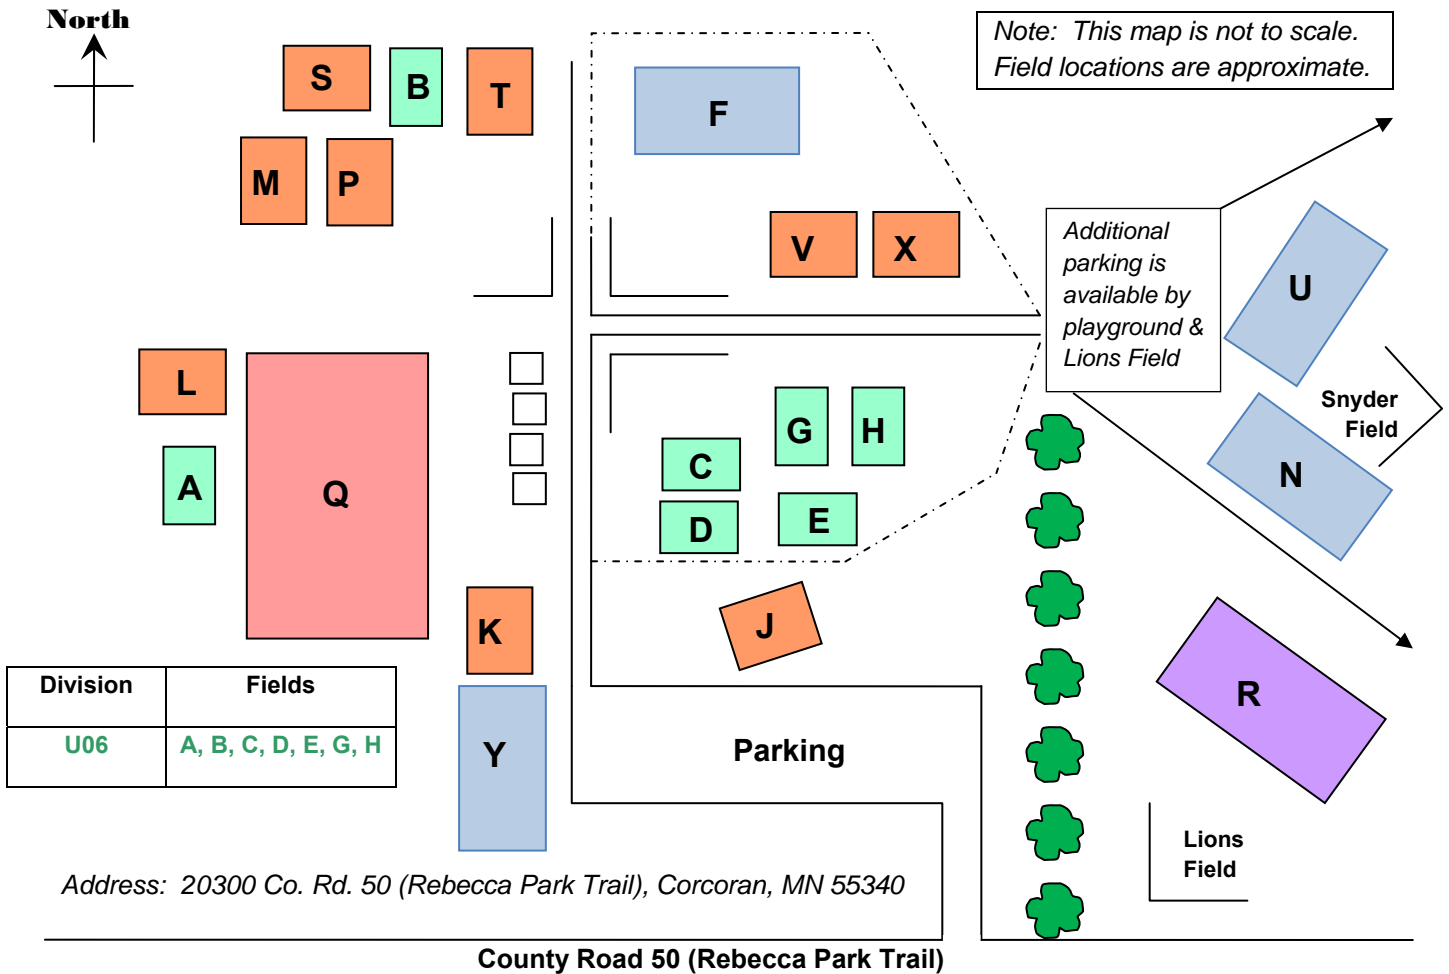 North
Note: This map is not to scale.
Field locations are approximate.
S
B
T
F
M
P
V
X
Additional
parking is
available by
playground &
Lions Field
U
L
Snyder
Field
G
H
C
A
Q
N
D
E
K
J
Division Fields
U06 A, B, C, D, E, G, H
R
Y
Parking
Lions
Field
Address: 20300 Co. Rd. 50 (Rebecca Park Trail), Corcoran, MN 55340
County Road 50 (Rebecca Park Trail)